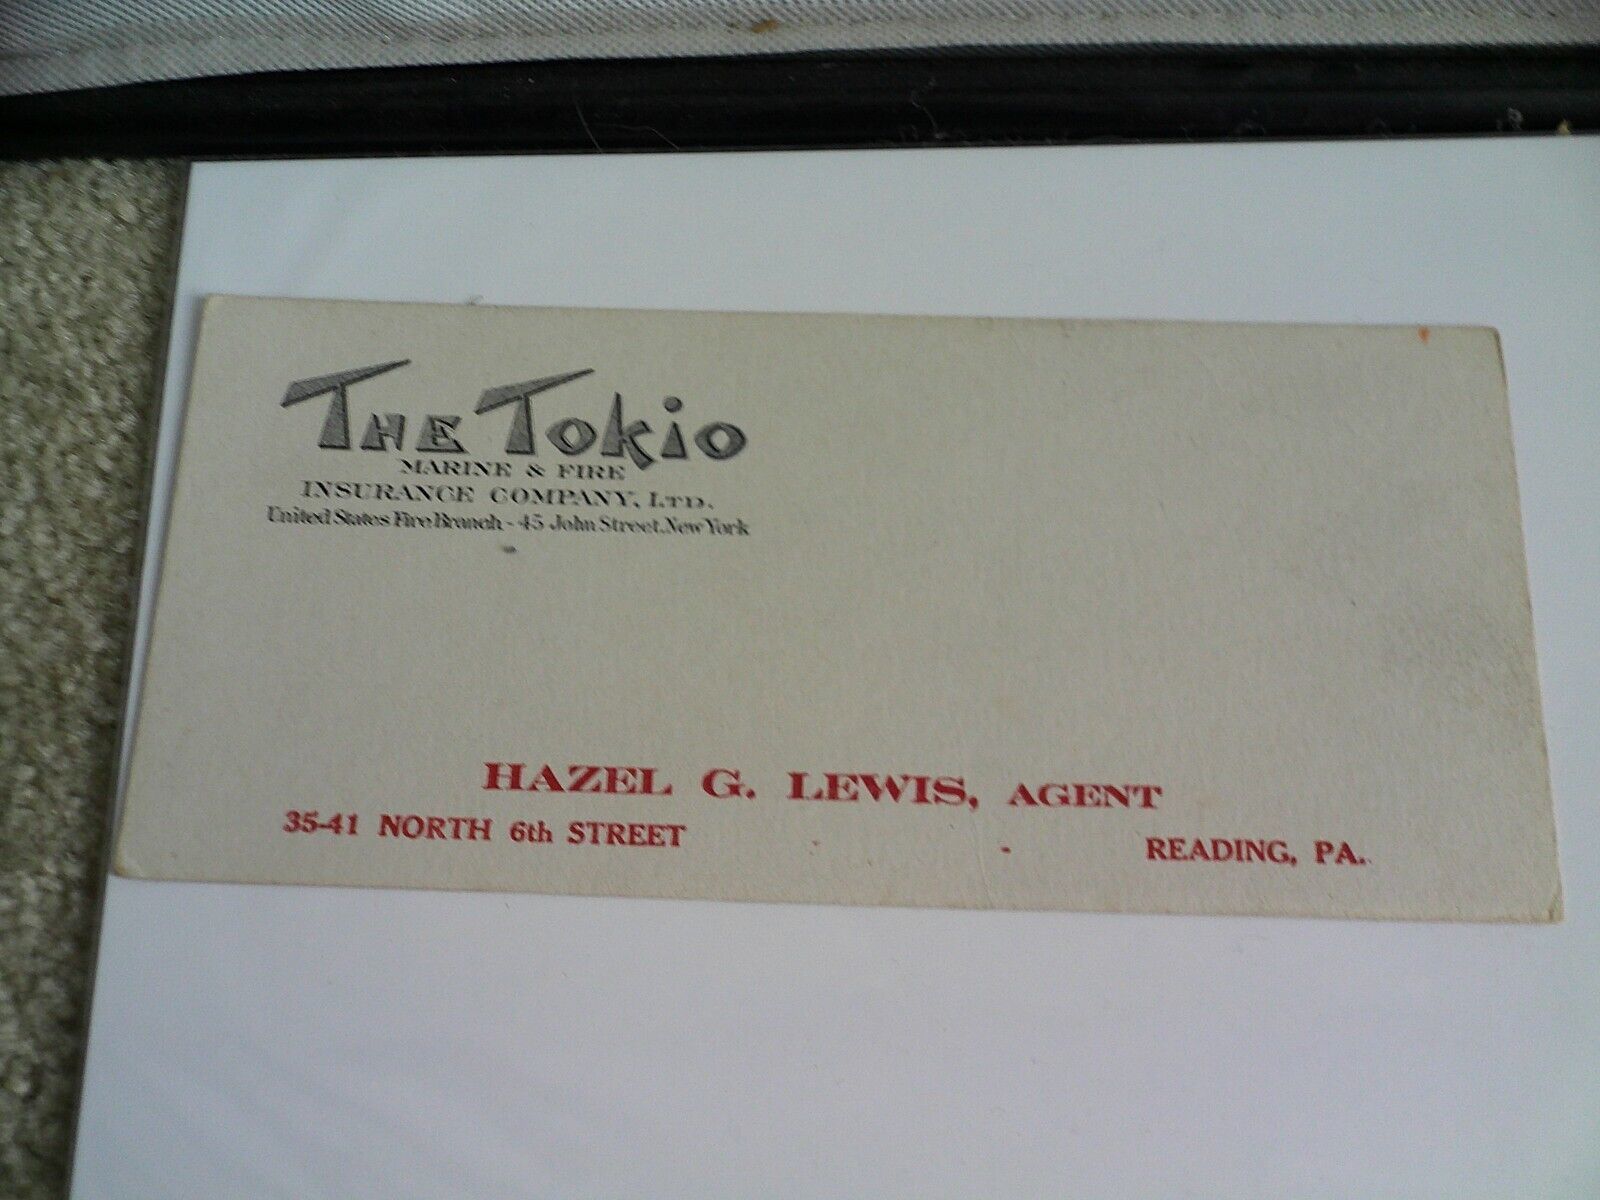 THE TOKIO
MARINE & FIRE
INSURANCE COMPANY, LTD.
United States Fire Branch - 45 John Street, New York
HAZEL G. LEWIS, AGENT
35-41 NORTH 6th STREET - - READING, PA.